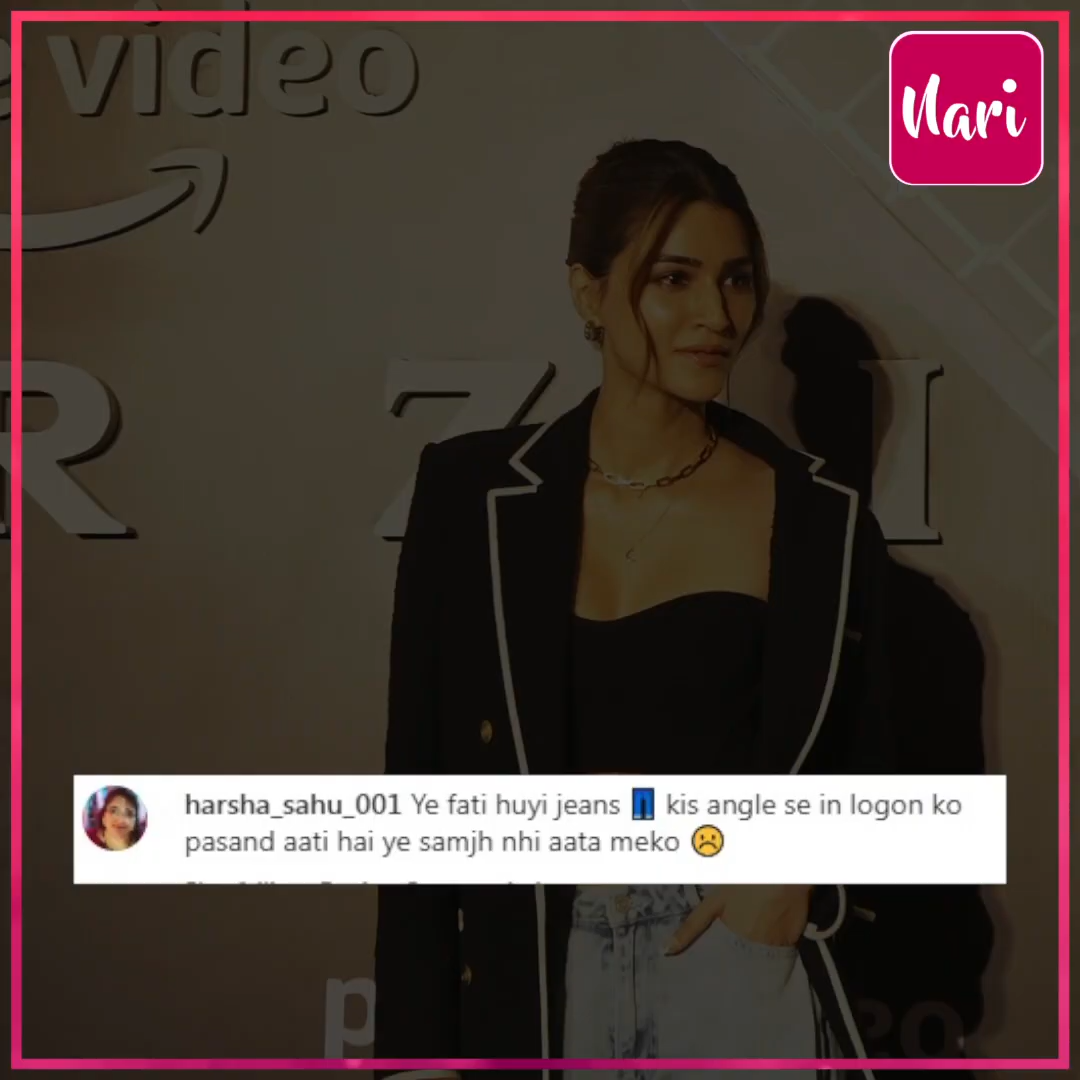 e video
Nari
R Z I
harsha_sahu_001 Ye fati huyi jeans 👖 kis angle se in logon ko
pasand aati hai ye samjh nhi aata meko ☹️
p eo